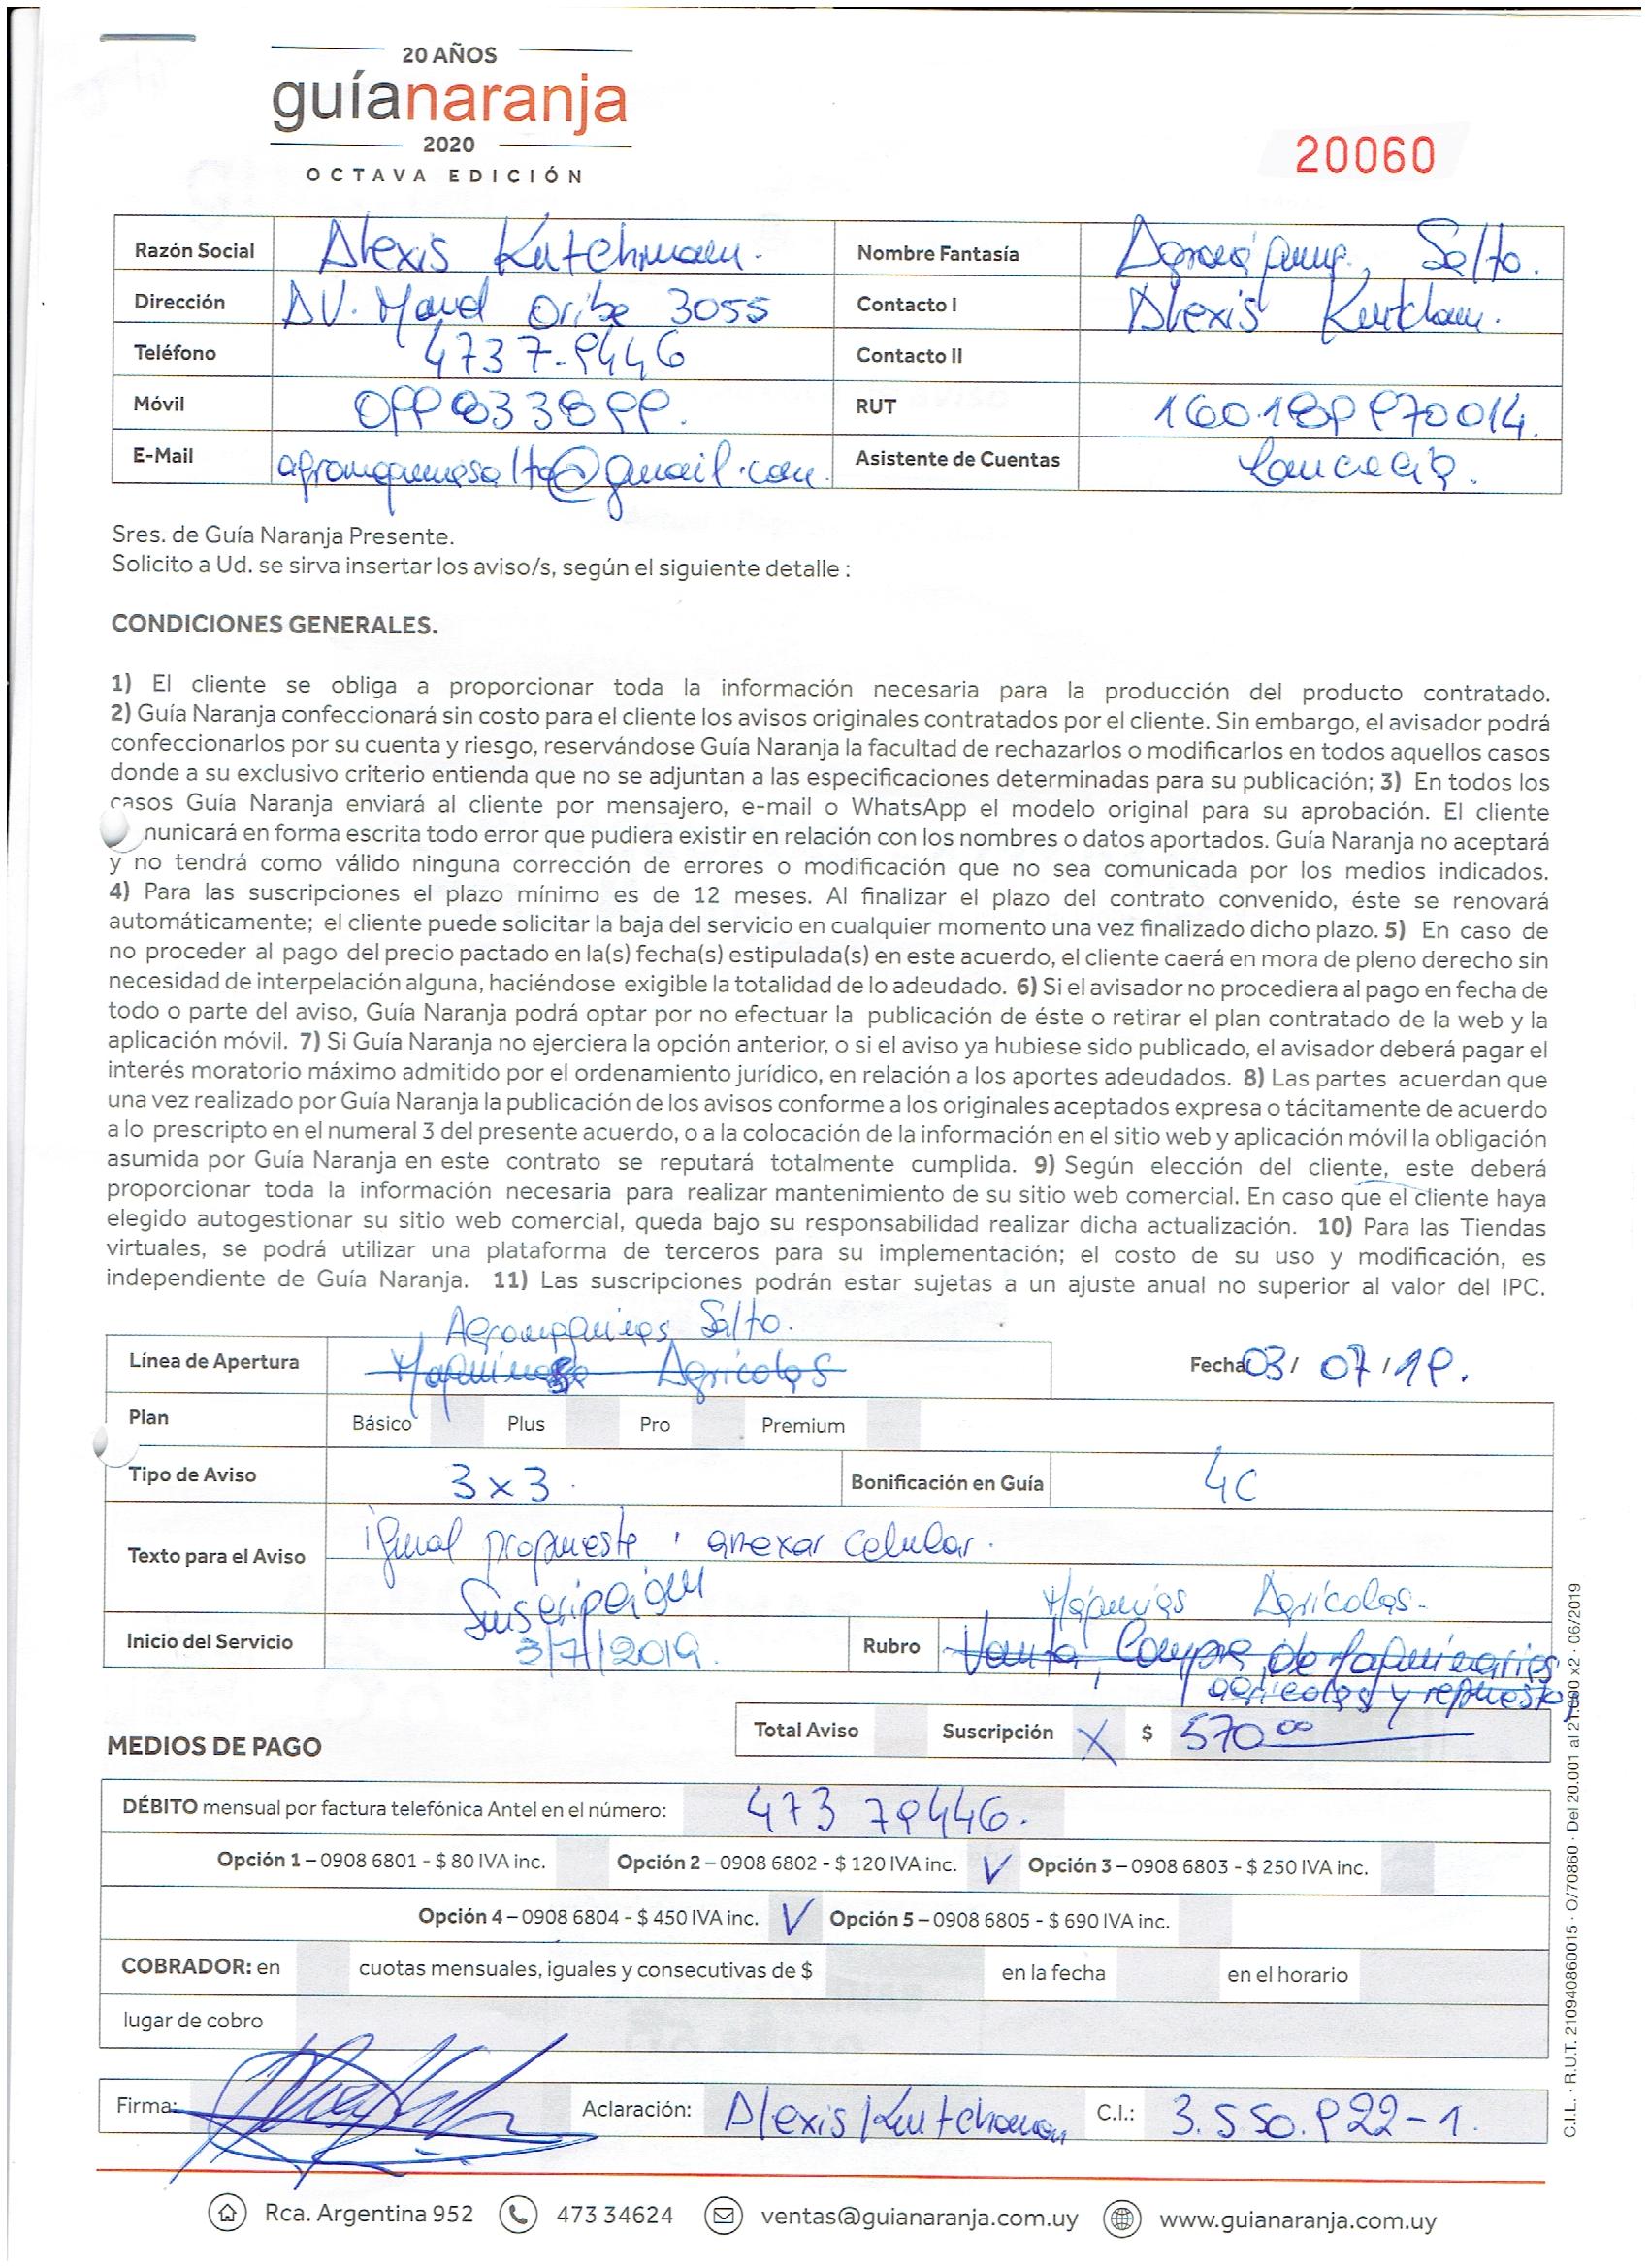 20 AÑOS
guíanaranja
2020
OCTAVA EDICIÓN
20060
Razón Social Alexis Kutchmann. Nombre Fantasía Salto.
Dirección AV. Manuel Oribe 3055 Contacto I Alexis
Teléfono 4737-9446 Contacto II
Móvil 099833899. RUT 160189970014.
E-Mail @gmail.com. Asistente de Cuentas
Sres. de Guía Naranja Presente.
Solicito a Ud. se sirva insertar los aviso/s, según el siguiente detalle :
CONDICIONES GENERALES.
1) El cliente se obliga a proporcionar toda la información necesaria para la producción del producto contratado.
2) Guía Naranja confeccionará sin costo para el cliente los avisos originales contratados por el cliente. Sin embargo, el avisador podrá
confeccionarlos por su cuenta y riesgo, reservándose Guía Naranja la facultad de rechazarlos o modificarlos en todos aquellos casos
donde a su exclusivo criterio entienda que no se adjuntan a las especificaciones determinadas para su publicación; 3) En todos los
casos Guía Naranja enviará al cliente por mensajero, e-mail o WhatsApp el modelo original para su aprobación. El cliente
municará en forma escrita todo error que pudiera existir en relación con los nombres o datos aportados. Guía Naranja no aceptará
y no tendrá como válido ninguna corrección de errores o modificación que no sea comunicada por los medios indicados.
4) Para las suscripciones el plazo mínimo es de 12 meses. Al finalizar el plazo del contrato convenido, éste se renovará
automáticamente; el cliente puede solicitar la baja del servicio en cualquier momento una vez finalizado dicho plazo. 5) En caso de
no proceder al pago del precio pactado en la(s) fecha(s) estipulada(s) en este acuerdo, el cliente caerá en mora de pleno derecho sin
necesidad de interpelación alguna, haciéndose exigible la totalidad de lo adeudado. 6) Si el avisador no procediera al pago en fecha de
todo o parte del aviso, Guía Naranja podrá optar por no efectuar la publicación de éste o retirar el plan contratado de la web y la
aplicación móvil. 7) Si Guía Naranja no ejerciera la opción anterior, o si el aviso ya hubiese sido publicado, el avisador deberá pagar el
interés moratorio máximo admitido por el ordenamiento jurídico, en relación a los aportes adeudados. 8) Las partes acuerdan que
una vez realizado por Guía Naranja la publicación de los avisos conforme a los originales aceptados expresa o tácitamente de acuerdo
a lo prescripto en el numeral 3 del presente acuerdo, o a la colocación de la información en el sitio web y aplicación móvil la obligación
asumida por Guía Naranja en este contrato se reputará totalmente cumplida. 9) Según elección del cliente, este deberá
proporcionar toda la información necesaria para realizar mantenimiento de su sitio web comercial. En caso que el cliente haya
elegido autogestionar su sitio web comercial, queda bajo su responsabilidad realizar dicha actualización. 10) Para las Tiendas
virtuales, se podrá utilizar una plataforma de terceros para su implementación; el costo de su uso y modificación, es
independiente de Guía Naranja. 11) Las suscripciones podrán estar sujetas a un ajuste anual no superior al valor del IPC.
Agromáquinas Salto.
Línea de Apertura Agrícolas Fecha 03/ 07 /19.
Plan Básico Plus Pro Premium
Tipo de Aviso 3x3. Bonificación en Guía 4C
Texto para el Aviso igual propuesta, anexar celular.
Suscripción Máquinas Agrícolas.
Inicio del Servicio 3/7/2019. Rubro Venta, Compra de Maquinarias
agrícolas y repuestos
Total Aviso Suscripción X $ 570 00
MEDIOS DE PAGO
DÉBITO mensual por factura telefónica Antel en el número: 473 79446.
Opción 1 – 0908 6801 - $ 80 IVA inc. Opción 2 – 0908 6802 - $ 120 IVA inc. V Opción 3 – 0908 6803 - $ 250 IVA inc.
Opción 4 – 0908 6804 - $ 450 IVA inc. V Opción 5 – 0908 6805 - $ 690 IVA inc.
COBRADOR: en cuotas mensuales, iguales y consecutivas de $ en la fecha en el horario
lugar de cobro
Firma: Aclaración: Alexis Kutchman C.I.: 3.550.922-1.
Rca. Argentina 952 473 34624 ventas@guianaranja.com.uy www.guianaranja.com.uy
C.I.L. · R.U.T. 210940860015 · O/70860 · Del 20.001 al 21.000 x2 · 06/2019